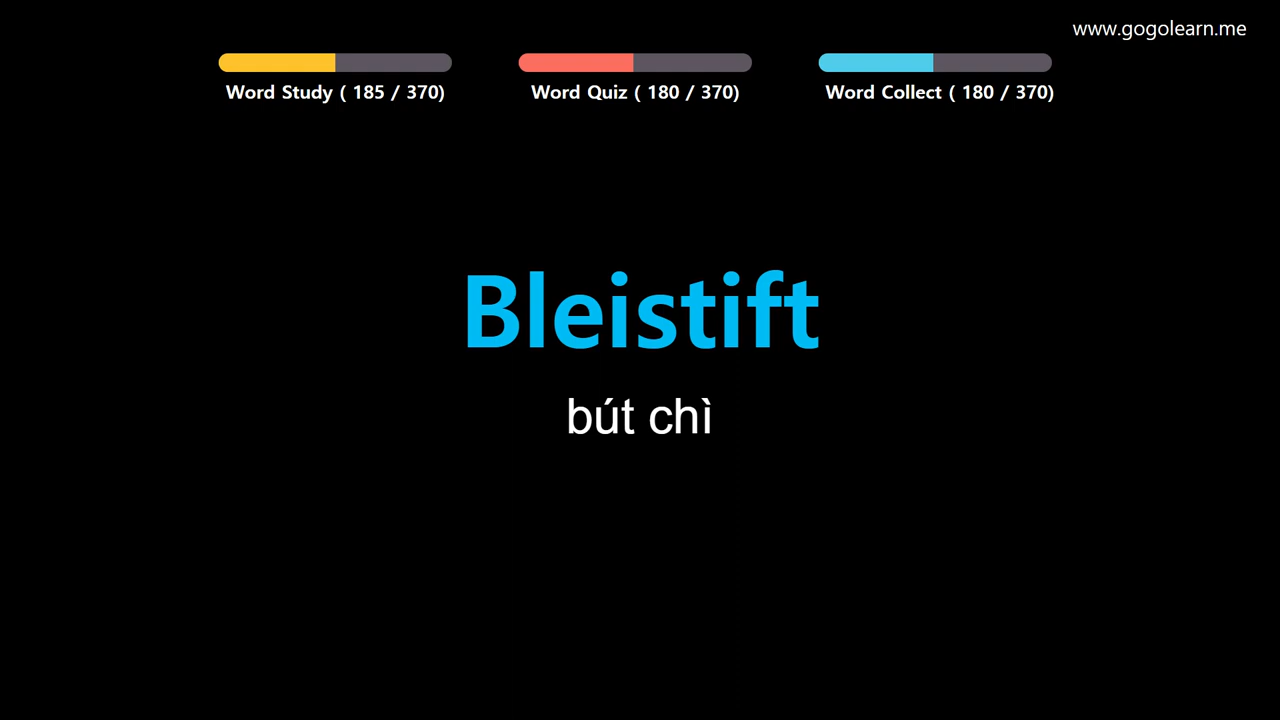 www.gogolearn.me
Word Study ( 185 / 370)
Word Quiz ( 180 / 370)
Word Collect ( 180 / 370)
Bleistift
bút chì